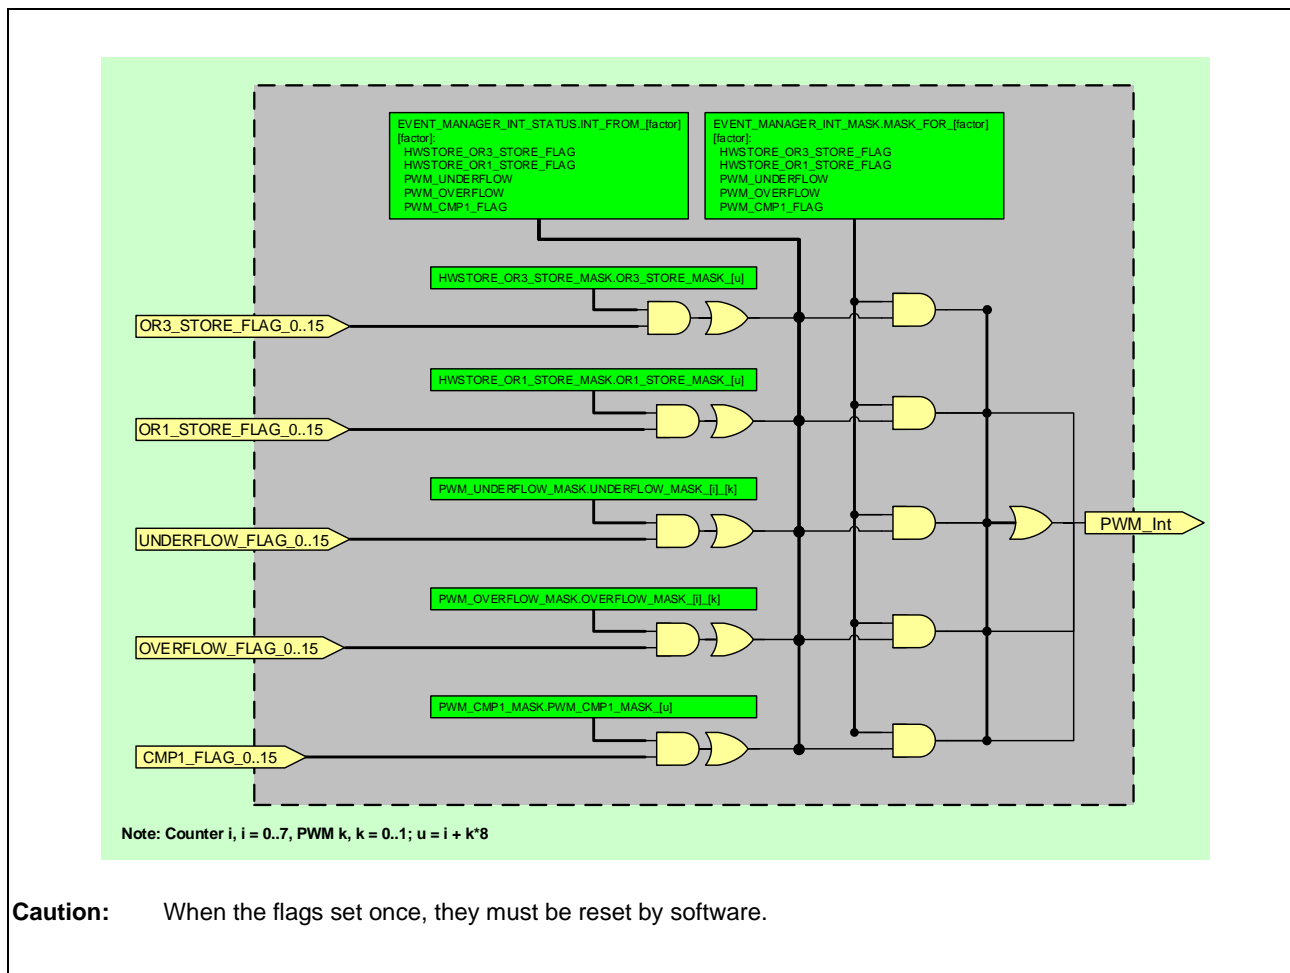 EVENT_MANAGER_INT_STATUS.INT_FROM_[factor]
[factor]:
HWSTORE_OR3_STORE_FLAG
HWSTORE_OR1_STORE_FLAG
PWM_UNDERFLOW
PWM_OVERFLOW
PWM_CMP1_FLAG
EVENT_MANAGER_INT_MASK.MASK_FOR_[factor]
[factor]:
HWSTORE_OR3_STORE_FLAG
HWSTORE_OR1_STORE_FLAG
PWM_UNDERFLOW
PWM_OVERFLOW
PWM_CMP1_FLAG
HWSTORE_OR3_STORE_MASK.OR3_STORE_MASK_[u]
OR3_STORE_FLAG_0..15
HWSTORE_OR1_STORE_MASK.OR1_STORE_MASK_[u]
OR1_STORE_FLAG_0..15
PWM_UNDERFLOW_MASK.UNDERFLOW_MASK_[i]_[k]
UNDERFLOW_FLAG_0..15
PWM_Int
PWM_OVERFLOW_MASK.OVERFLOW_MASK_[i]_[k]
OVERFLOW_FLAG_0..15
PWM_CMP1_MASK.PWM_CMP1_MASK_[u]
CMP1_FLAG_0..15
Note: Counter i, i = 0..7, PWM k, k = 0..1; u = i + k*8
Caution: When the flags set once, they must be reset by software.